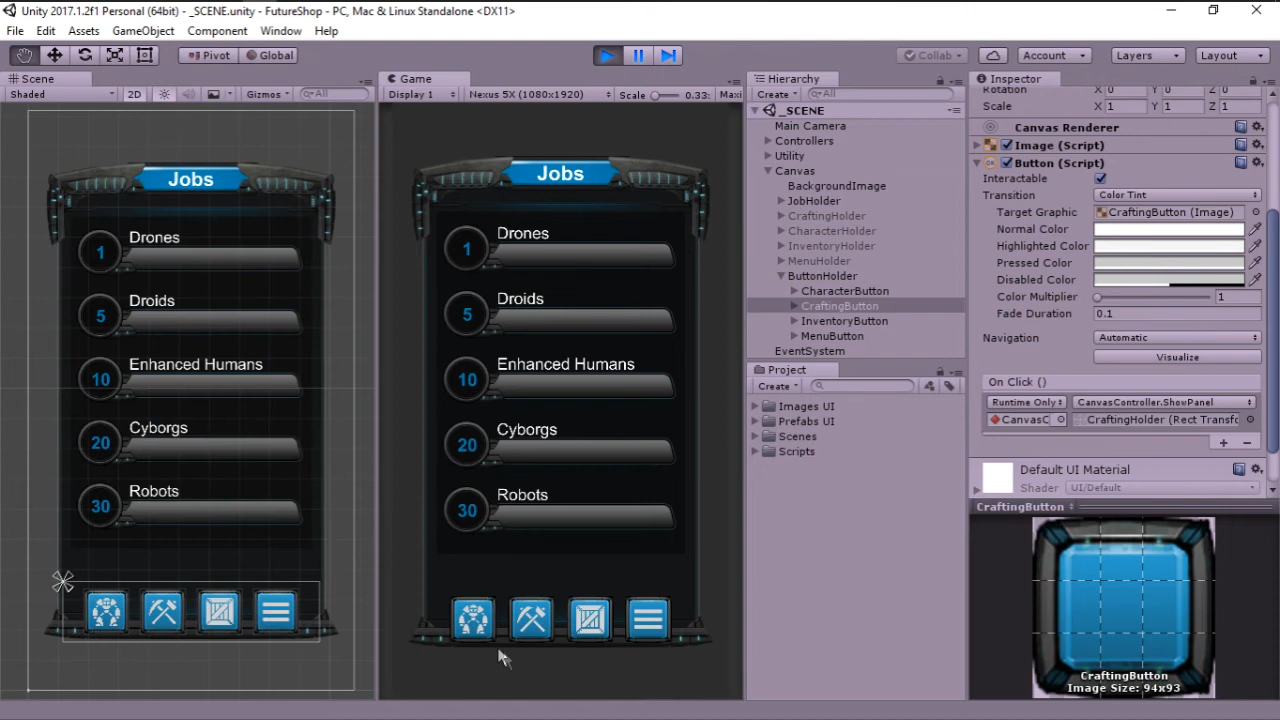 Unity 2017.1.2f1 Personal (64bit) - _SCENE.unity - FutureShop - PC, Mac & Linux Standalone <DX11>
File Edit Assets GameObject Component Window Help
Pivot Global Collab Account Layers Layout
Scene
Shaded 2D Gizmos All
Jobs
1 Drones
5 Droids
10 Enhanced Humans
20 Cyborgs
30 Robots
Game
Display 1 Nexus 5X (1080x1920) Scale 0.33: Maxi
Jobs
1 Drones
5 Droids
10 Enhanced Humans
20 Cyborgs
30 Robots
Hierarchy
Create All
_SCENE
Main Camera
Controllers
Utility
Canvas
BackgroundImage
JobHolder
CraftingHolder
CharacterHolder
InventoryHolder
MenuHolder
ButtonHolder
CharacterButton
CraftingButton
InventoryButton
MenuButton
EventSystem
Project
Create
Images UI
Prefabs UI
Scenes
Scripts
Inspector
Rotation X 0 Y 0 Z 0
Scale X 1 Y 1 Z 1
Canvas Renderer
Image (Script)
OK Button (Script)
Interactable
Transition Color Tint
Target Graphic CraftingButton (Image)
Normal Color
Highlighted Color
Pressed Color
Disabled Color
Color Multiplier 1
Fade Duration 0.1
Navigation Automatic
Visualize
On Click ()
Runtime Only CanvasController.ShowPanel
CanvasC CraftingHolder (Rect Transfo
+ −
Default UI Material
Shader UI/Default
CraftingButton
CraftingButton
Image Size: 94x93